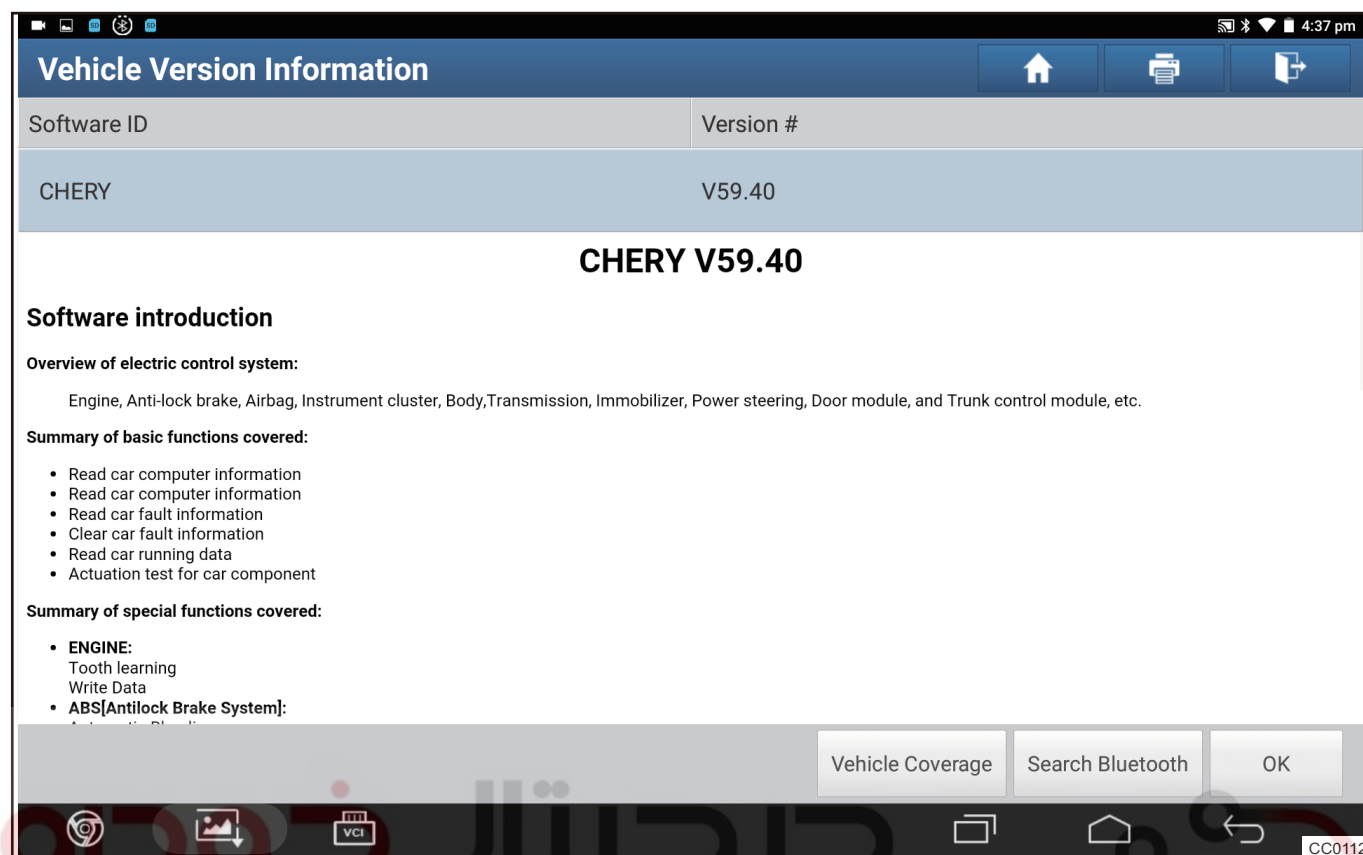 SD
SD
4:37 pm
Vehicle Version Information
Software ID
Version #
CHERY
V59.40
CHERY V59.40
Software introduction
Overview of electric control system:
Engine, Anti-lock brake, Airbag, Instrument cluster, Body,Transmission, Immobilizer, Power steering, Door module, and Trunk control module, etc.
Summary of basic functions covered:
• Read car computer information
• Read car computer information
• Read car fault information
• Clear car fault information
• Read car running data
• Actuation test for car component
Summary of special functions covered:
• ENGINE:
Tooth learning
Write Data
• ABS[Antilock Brake System]:
Vehicle Coverage
Search Bluetooth
OK
VCI
CC0112